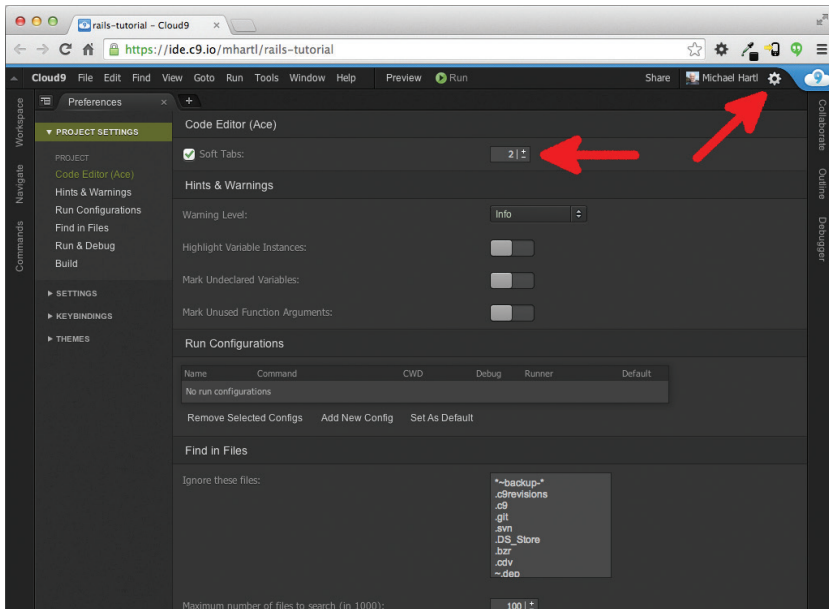 rails-tutorial - Cloud9
https://ide.c9.io/mhartl/rails-tutorial
Cloud9 File Edit Find View Goto Run Tools Window Help Preview Run Share Michael Hartl
Workspace
Navigate
Commands
Preferences
PROJECT SETTINGS
PROJECT
Code Editor (Ace)
Hints & Warnings
Run Configurations
Find in Files
Run & Debug
Build
SETTINGS
KEYBINDINGS
THEMES
Code Editor (Ace)
Soft Tabs: 2
Hints & Warnings
Warning Level: Info
Highlight Variable Instances:
Mark Undeclared Variables:
Mark Unused Function Arguments:
Run Configurations
Name Command CWD Debug Runner Default
No run configurations
Remove Selected Configs Add New Config Set As Default
Find in Files
Ignore these files:
*~backup-*
.c9revisions
.c9
.git
.svn
.DS_Store
.bzr
.cdv
~.dep
Maximum number of files to search (in 1000): 100
Collaborate
Outline
Debugger